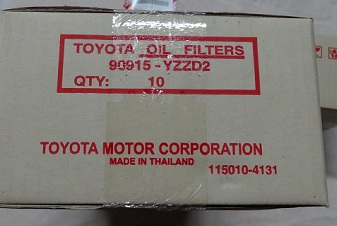 TOYOTA OIL FILTERS
90915-YZZD2
QTY: 10
TOYOTA MOTOR CORPORATION
MADE IN THAILAND
115010-4131